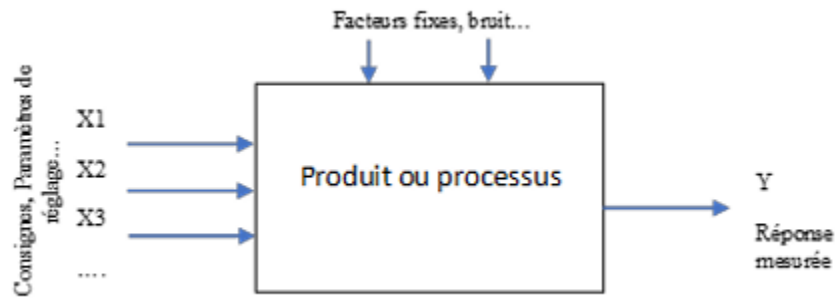 Facteurs fixes, bruit...
Consignes, Paramètres de
réglage...
X1
X2
X3
....
Produit ou processus
Y
Réponse
mesurée